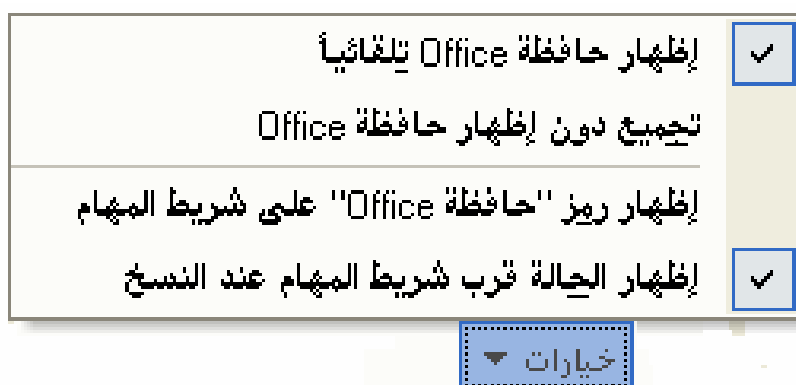 إظهار حافظة Office تلقائياً
تجميع دون إظهار حافظة Office
إظهار رمز "حافظة Office" على شريط المهام
إظهار الحالة قرب شريط المهام عند النسخ
خيارات